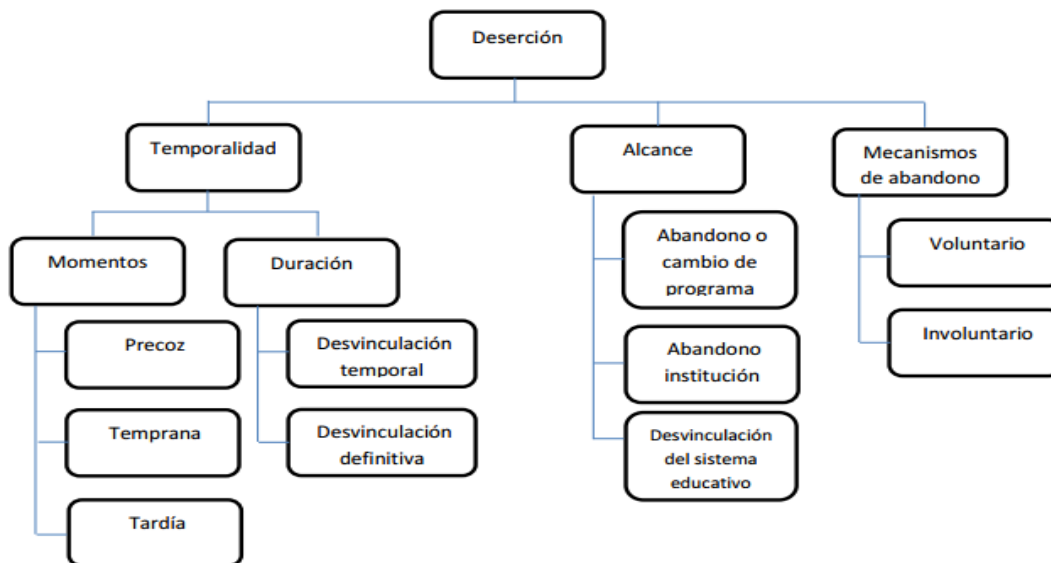 Deserción
Temporalidad
Alcance
Mecanismos
de abandono
Momentos
Duración
Abandono o
cambio de
programa
Voluntario
Precoz
Desvinculación
temporal
Abandono
institución
Involuntario
Temprana
Desvinculación
definitiva
Desvinculación
del sistema
educativo
Tardía